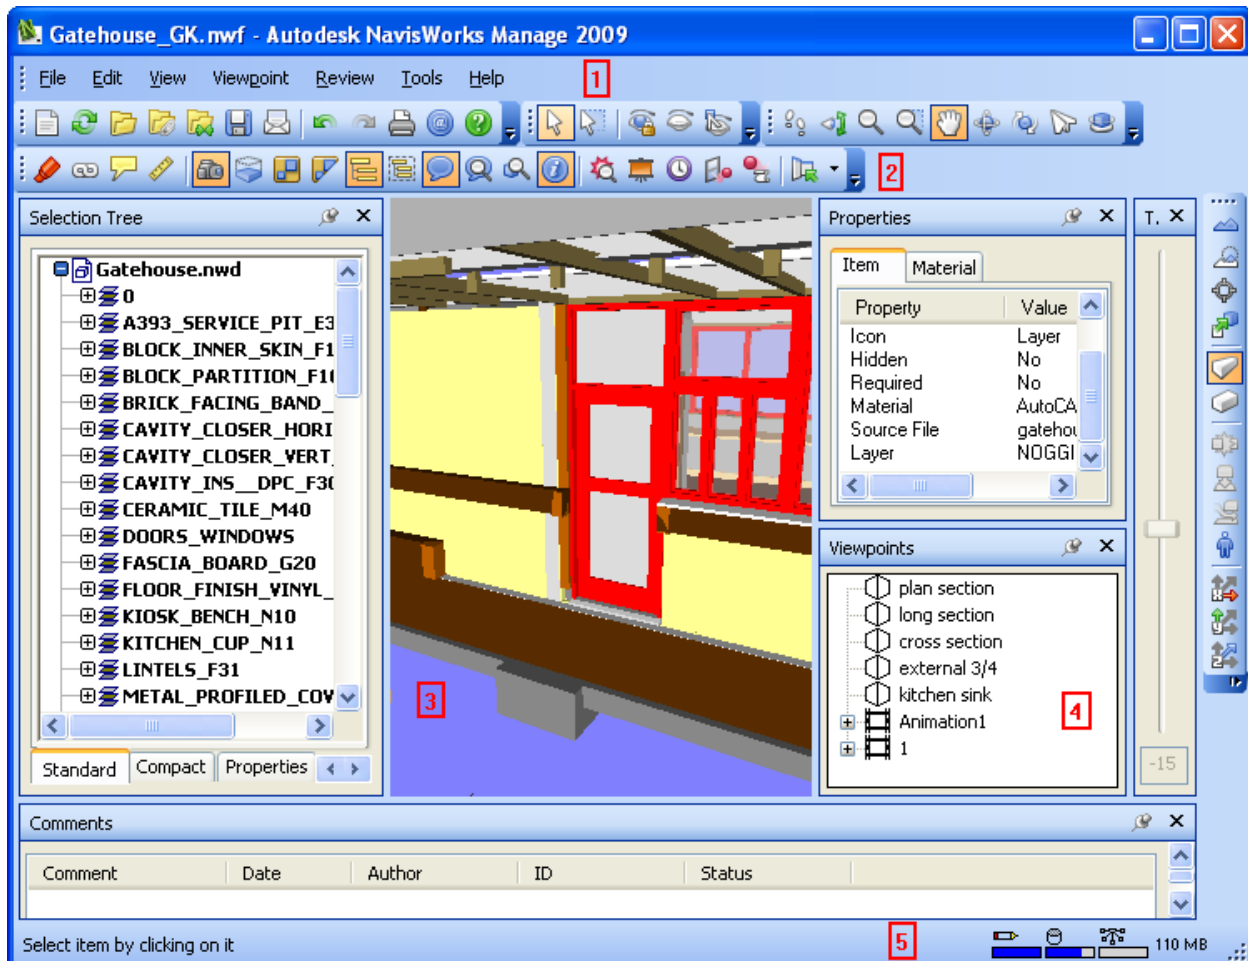 Gatehouse_GK.nwf - Autodesk NavisWorks Manage 2009
File Edit View Viewpoint Review Tools Help
1
2
Selection Tree
Gatehouse.nwd
0
A393_SERVICE_PIT_E3
BLOCK_INNER_SKIN_F1
BLOCK_PARTITION_F1
BRICK_FACING_BAND_
CAVITY_CLOSER_HORI
CAVITY_CLOSER_VERT_
CAVITY_INS__DPC_F30
CERAMIC_TILE_M40
DOORS_WINDOWS
FASCIA_BOARD_G20
FLOOR_FINISH_VINYL_
KIOSK_BENCH_N10
KITCHEN_CUP_N11
LINTELS_F31
METAL_PROFILED_COV
Standard Compact Properties
3
Properties
Item Material
Property Value
Icon Layer
Hidden No
Required No
Material AutoCA
Source File gatehou
Layer NOGGI
T.
-15
Viewpoints
plan section
long section
cross section
external 3/4
kitchen sink
Animation1
1
4
Comments
Comment Date Author ID Status
Select item by clicking on it
5
110 MB